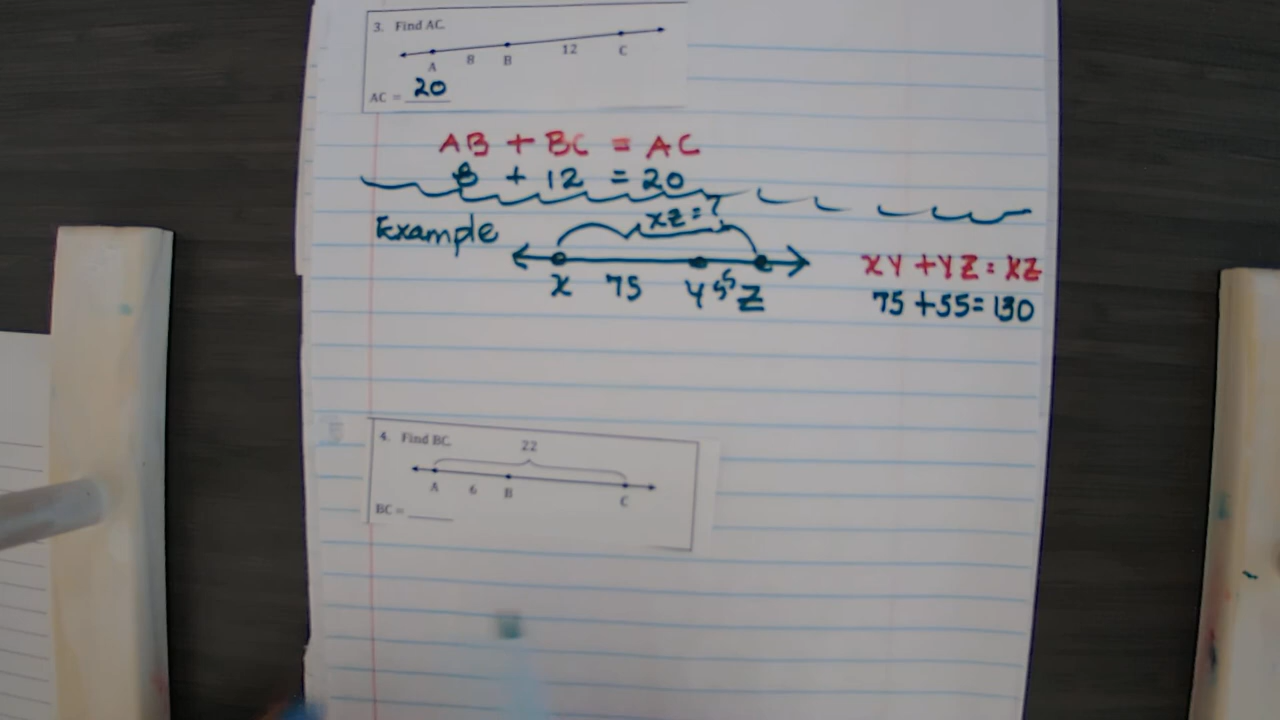 3. Find AC.
A 8 B 12 C
AC = 20
AB + BC = AC
8 + 12 = 20
Example
XZ = ?
X 75 Y 55 Z
XY + YZ = XZ
75 + 55 = 130
4. Find BC.
22
A 6 B C
BC = ____